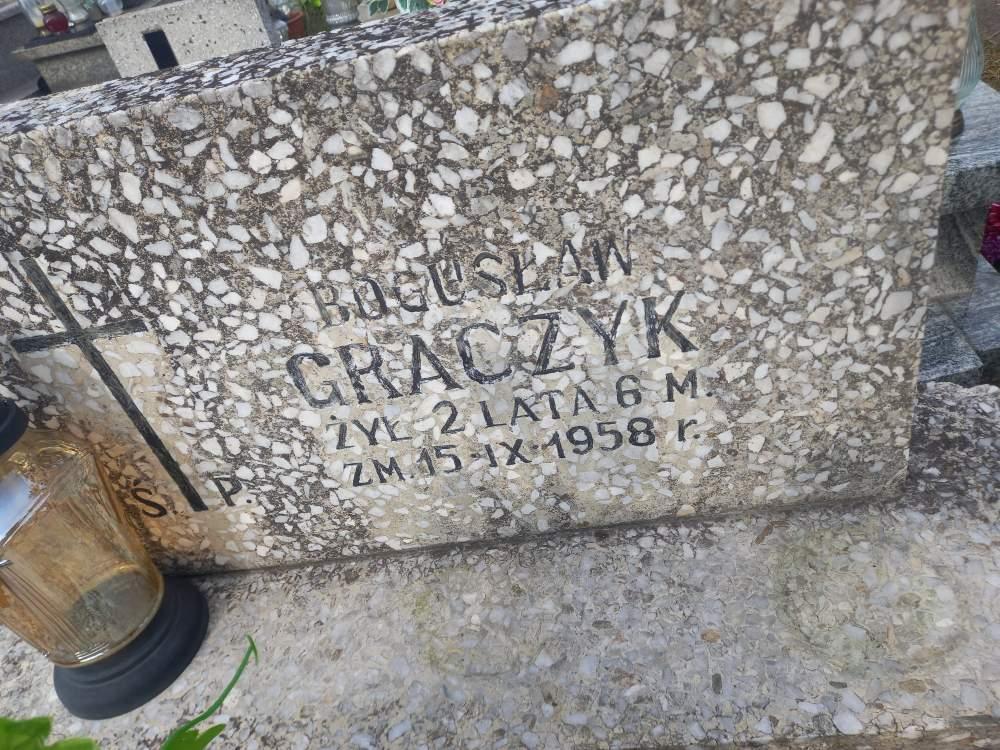 BOGUSŁAW
GRACZYK
ŻYŁ 2 LATA 6 M.
ZM. 15-IX-1958 r.
Ś. P.